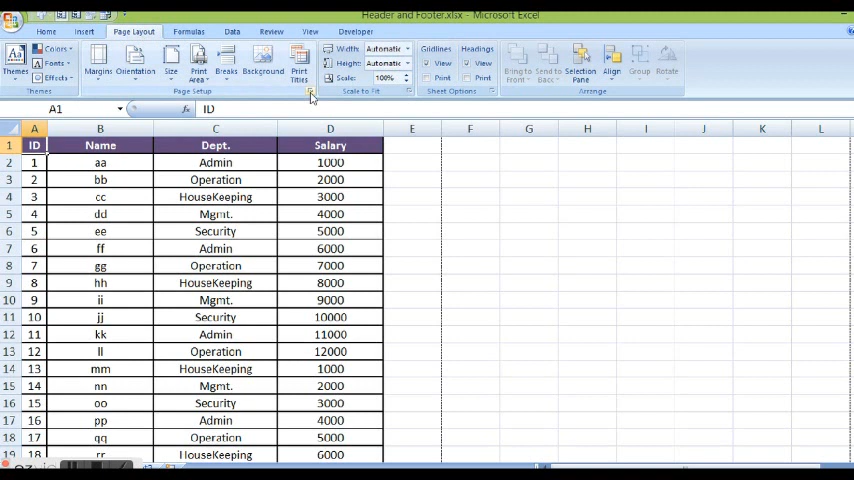 Header and Footer.xlsx - Microsoft Excel
Home Insert Page Layout Formulas Data Review View Developer
Colors Width: Automatic Gridlines Headings
Themes Fonts Margins Orientation Size Print Area Breaks Background Print Titles Height: Automatic View View Bring to Front Send to Back Selection Pane Align Group Rotate
Effects Scale: 100% Print Print
Themes Page Setup Scale to Fit Sheet Options Arrange
A1 fx ID
A B C D E F G H I J K L
1 ID Name Dept. Salary
2 1 aa Admin 1000
3 2 bb Operation 2000
4 3 cc HouseKeeping 3000
5 4 dd Mgmt. 4000
6 5 ee Security 5000
7 6 ff Admin 6000
8 7 gg Operation 7000
9 8 hh HouseKeeping 8000
10 9 ii Mgmt. 9000
11 10 jj Security 10000
12 11 kk Admin 11000
13 12 ll Operation 12000
14 13 mm HouseKeeping 1000
15 14 nn Mgmt. 2000
16 15 oo Security 3000
17 16 pp Admin 4000
18 17 qq Operation 5000
19 18 rr HouseKeeping 6000